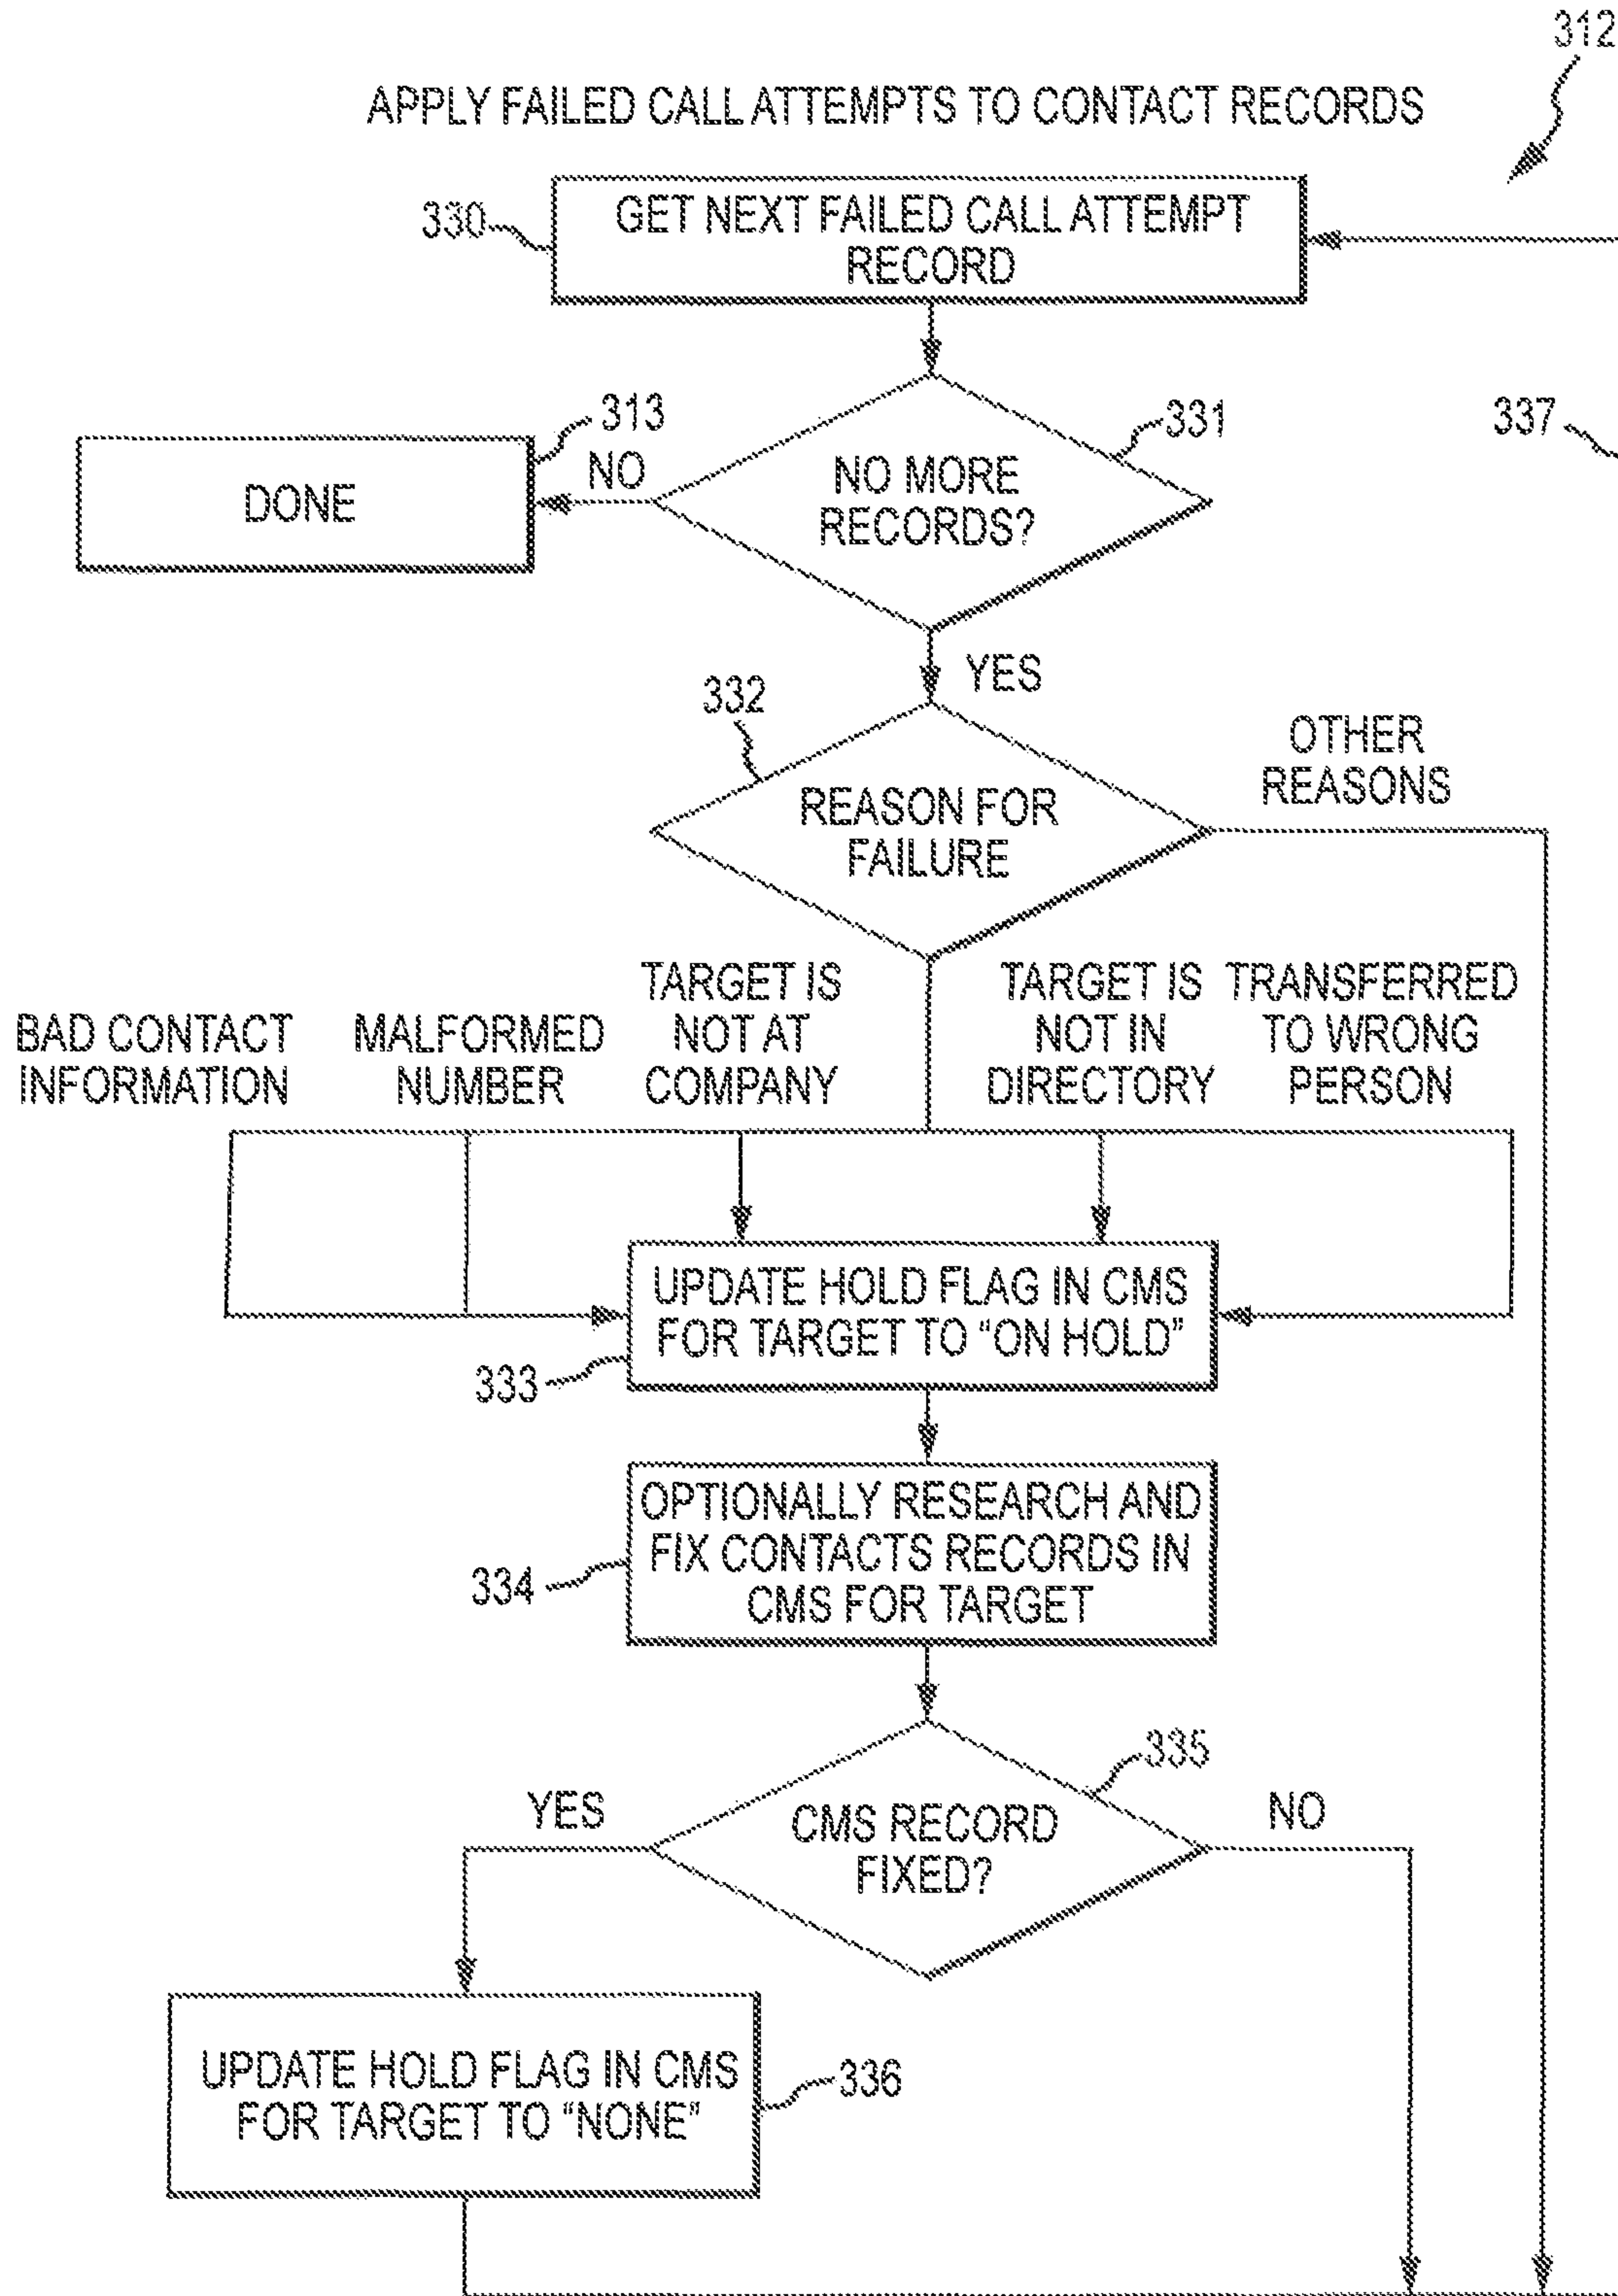 312
APPLY FAILED CALL ATTEMPTS TO CONTACT RECORDS
330
GET NEXT FAILED CALL ATTEMPT
RECORD
313
331
337
DONE
NO
NO MORE
RECORDS?
YES
332
OTHER
REASONS
REASON FOR
FAILURE
BAD CONTACT
INFORMATION
MALFORMED
NUMBER
TARGET IS
NOT AT
COMPANY
TARGET IS
NOT IN
DIRECTORY
TRANSFERRED
TO WRONG
PERSON
UPDATE HOLD FLAG IN CMS
FOR TARGET TO “ON HOLD”
333
OPTIONALLY RESEARCH AND
FIX CONTACTS RECORDS IN
CMS FOR TARGET
334
335
YES
CMS RECORD
FIXED?
NO
UPDATE HOLD FLAG IN CMS
FOR TARGET TO “NONE”
336